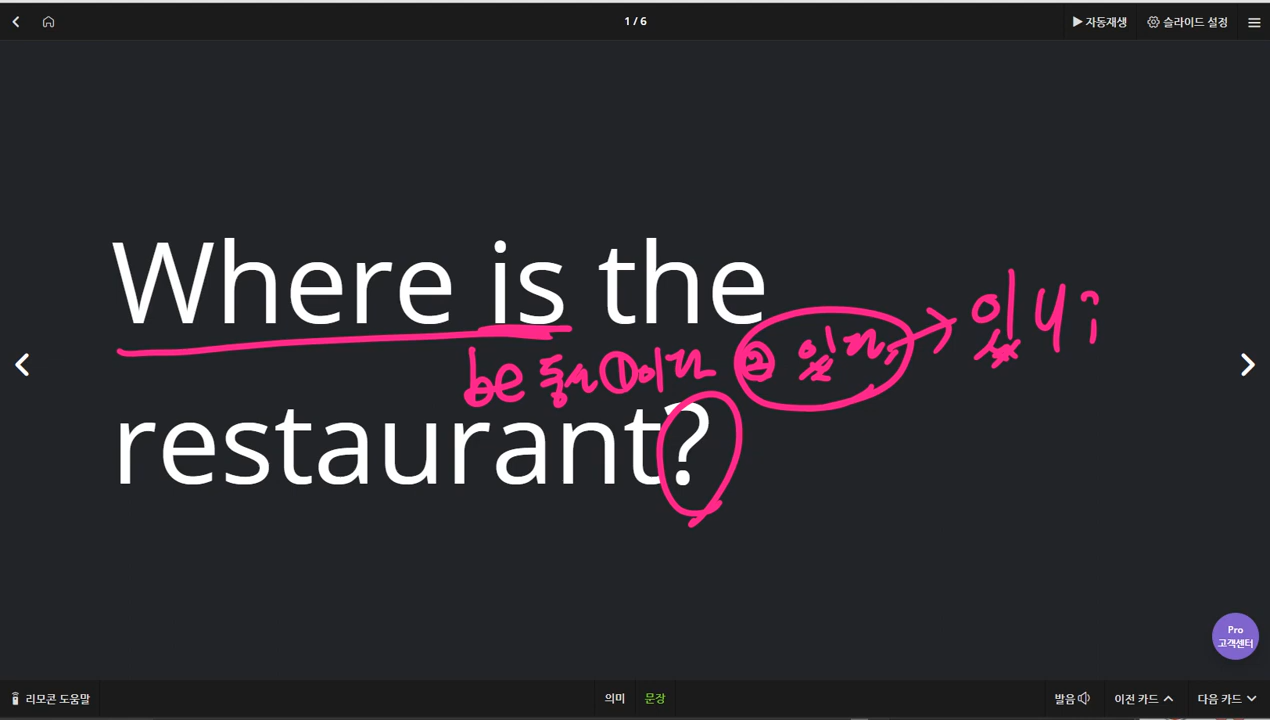 1 / 6
자동재생
슬라이드 설정
Where is the
be 동사 ①이다 ② 있다, → 있니?
restaurant?
Pro
고객센터
리모콘 도움말
의미
문장
발음
이전 카드
다음 카드